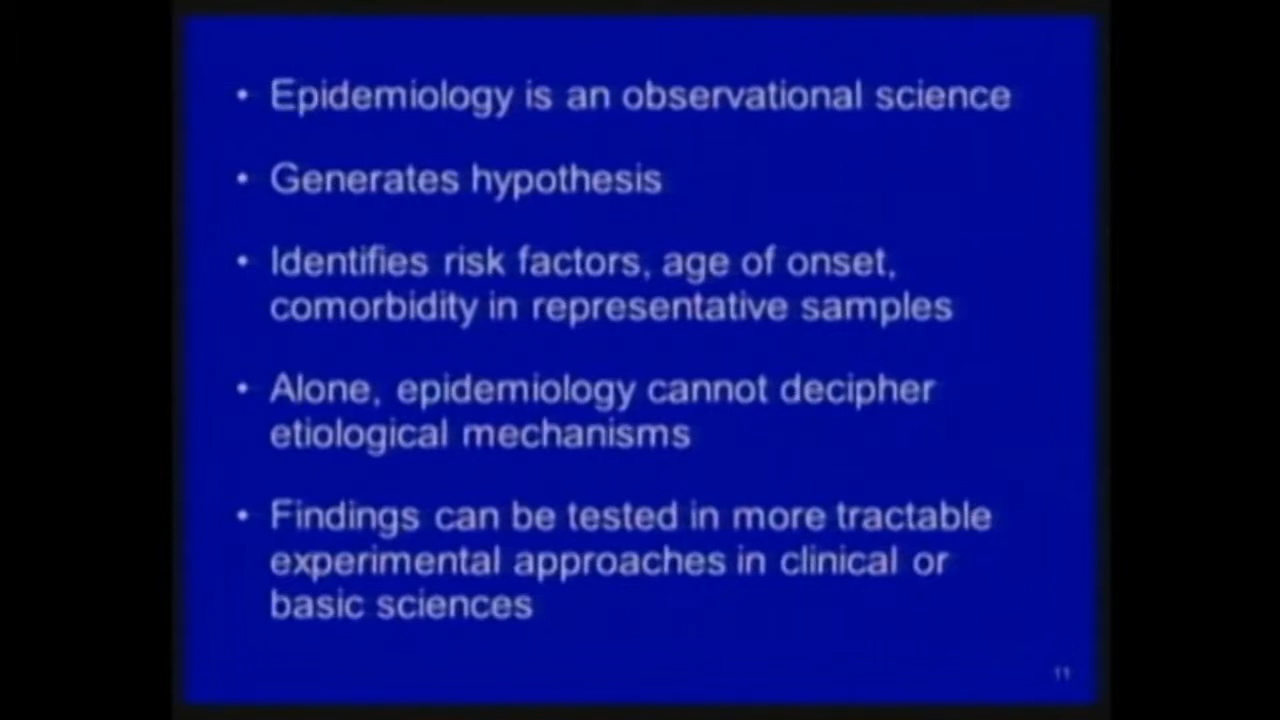 • Epidemiology is an observational science
• Generates hypothesis
• Identifies risk factors, age of onset,
comorbidity in representative samples
• Alone, epidemiology cannot decipher
etiological mechanisms
• Findings can be tested in more tractable
experimental approaches in clinical or
basic sciences
11